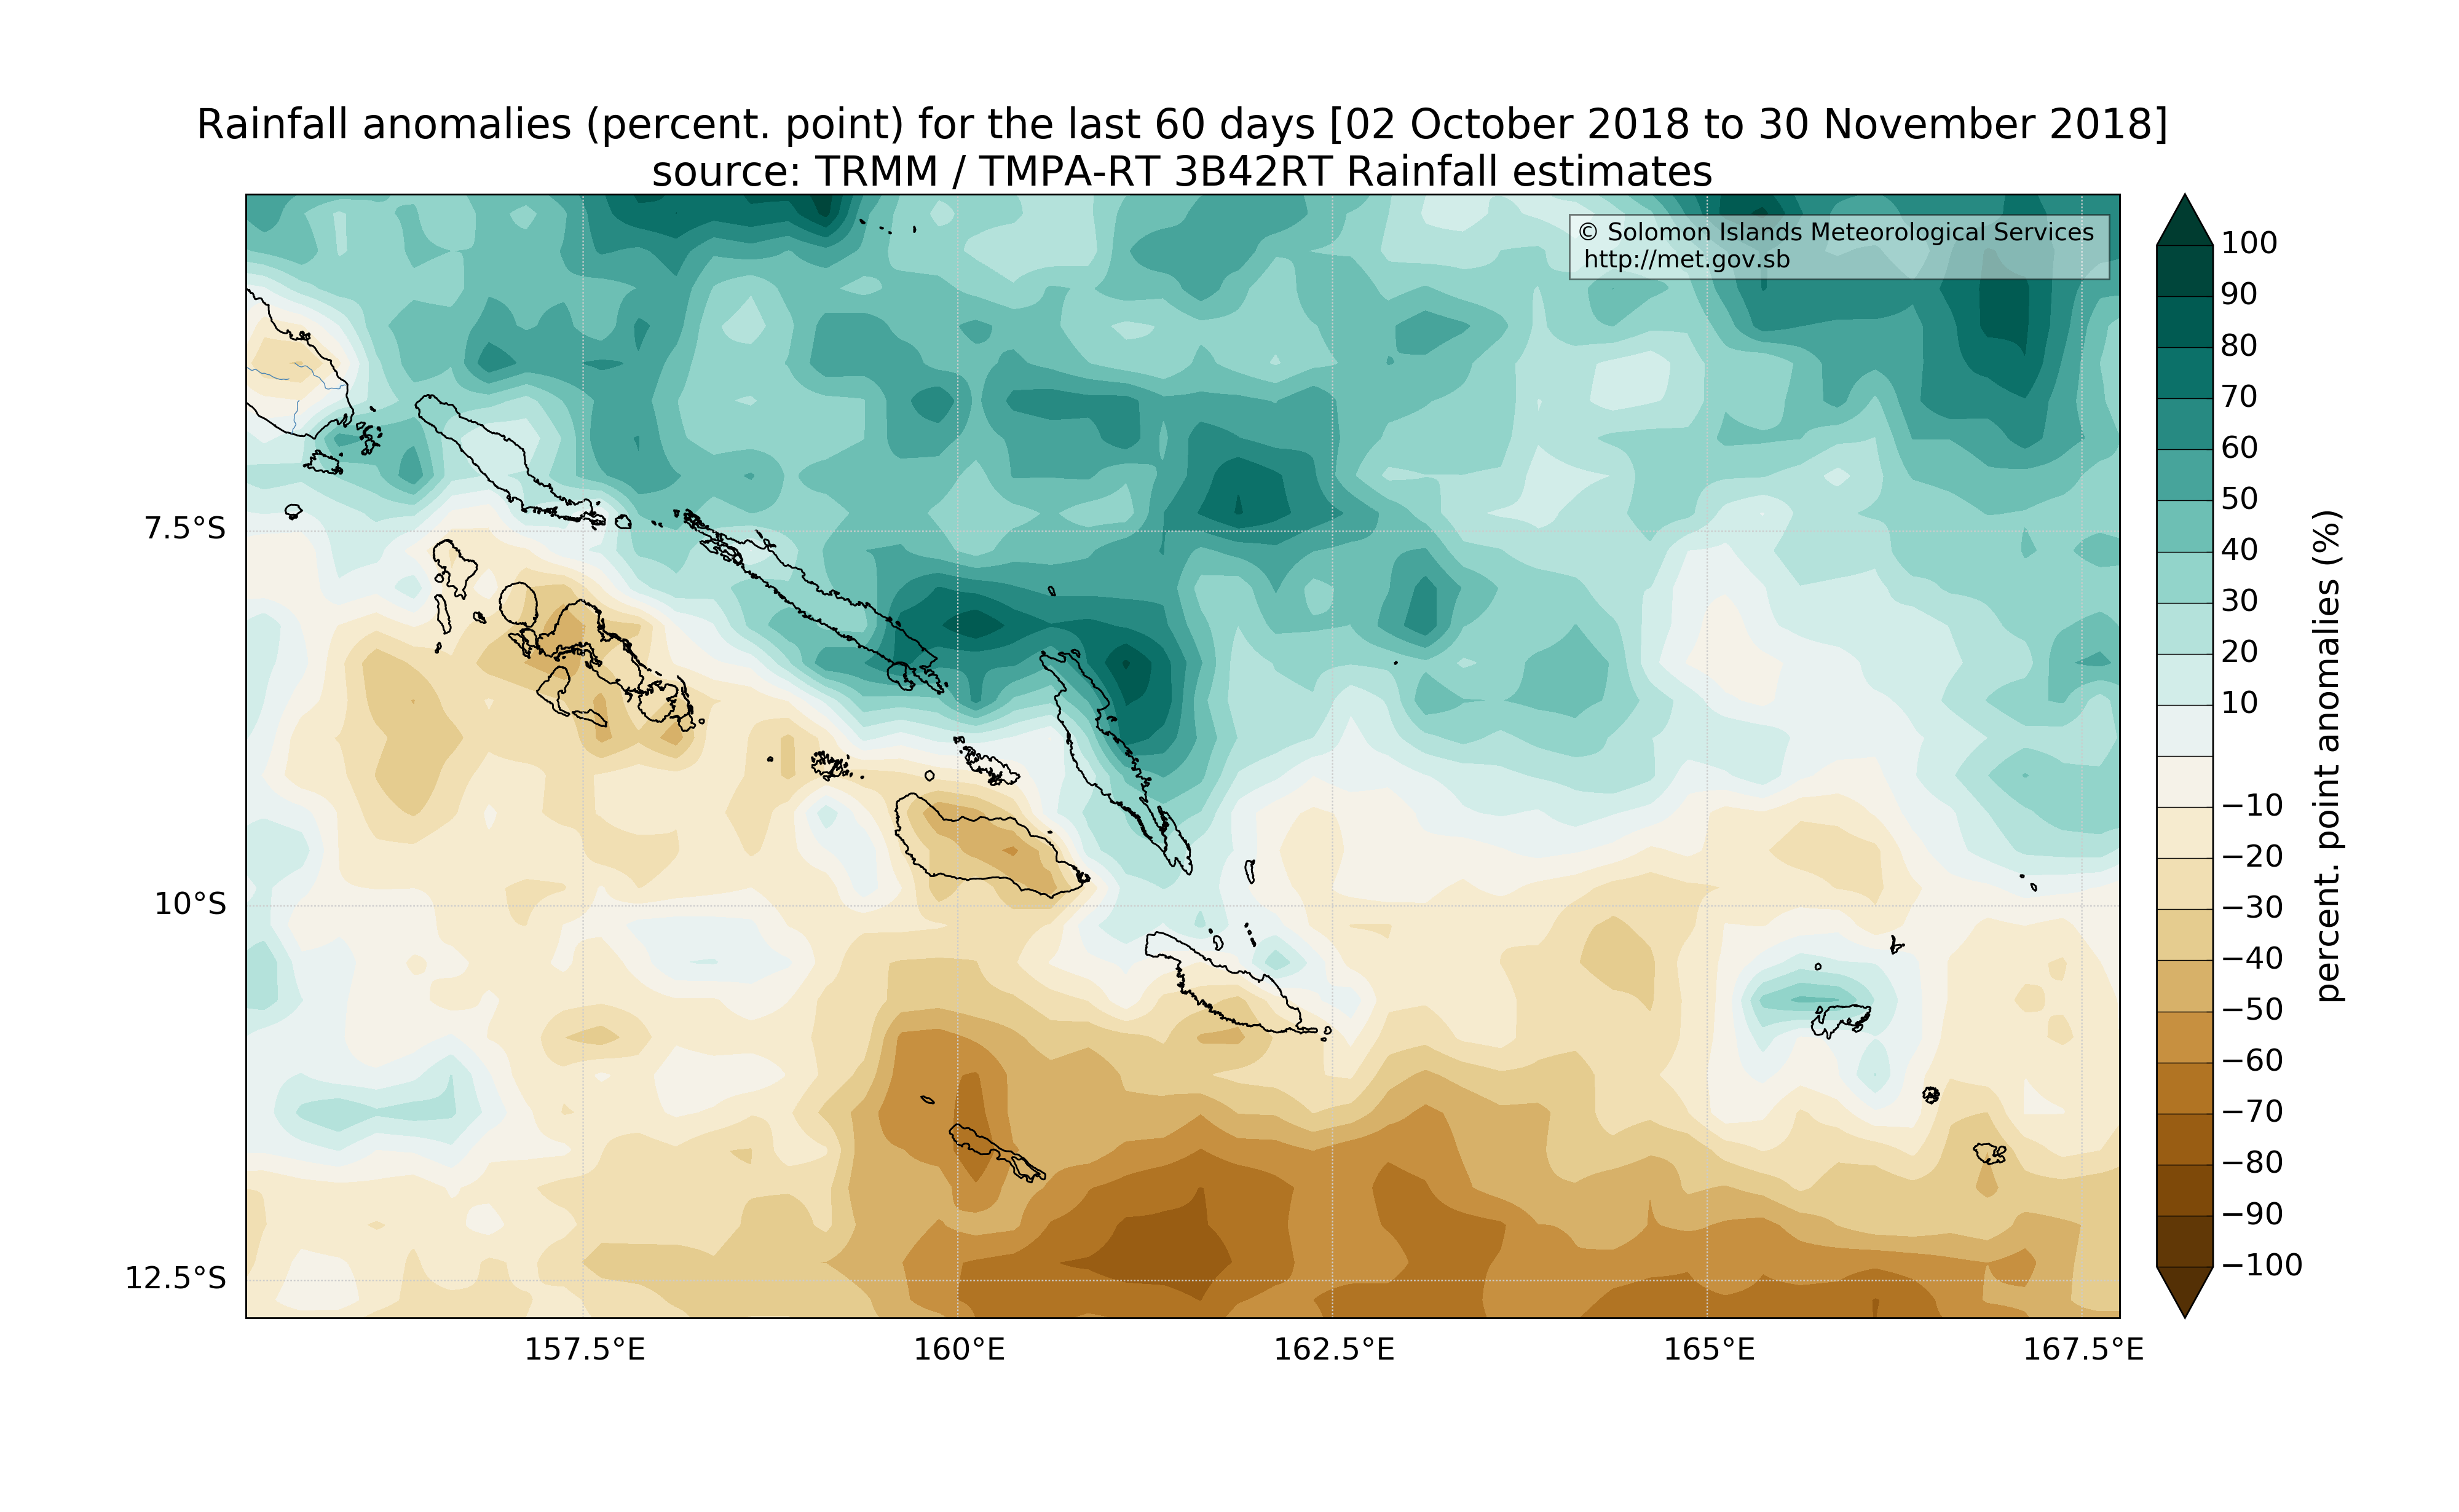 Rainfall anomalies (percent. point) for the last 60 days [02 October 2018 to 30 November 2018]
source: TRMM / TMPA-RT 3B42RT Rainfall estimates
© Solomon Islands Meteorological Services
http://met.gov.sb
7.5°S
10°S
12.5°S
157.5°E
160°E
162.5°E
165°E
167.5°E
100
90
80
70
60
50
40
30
20
10
−10
−20
−30
−40
−50
−60
−70
−80
−90
−100
percent. point anomalies (%)